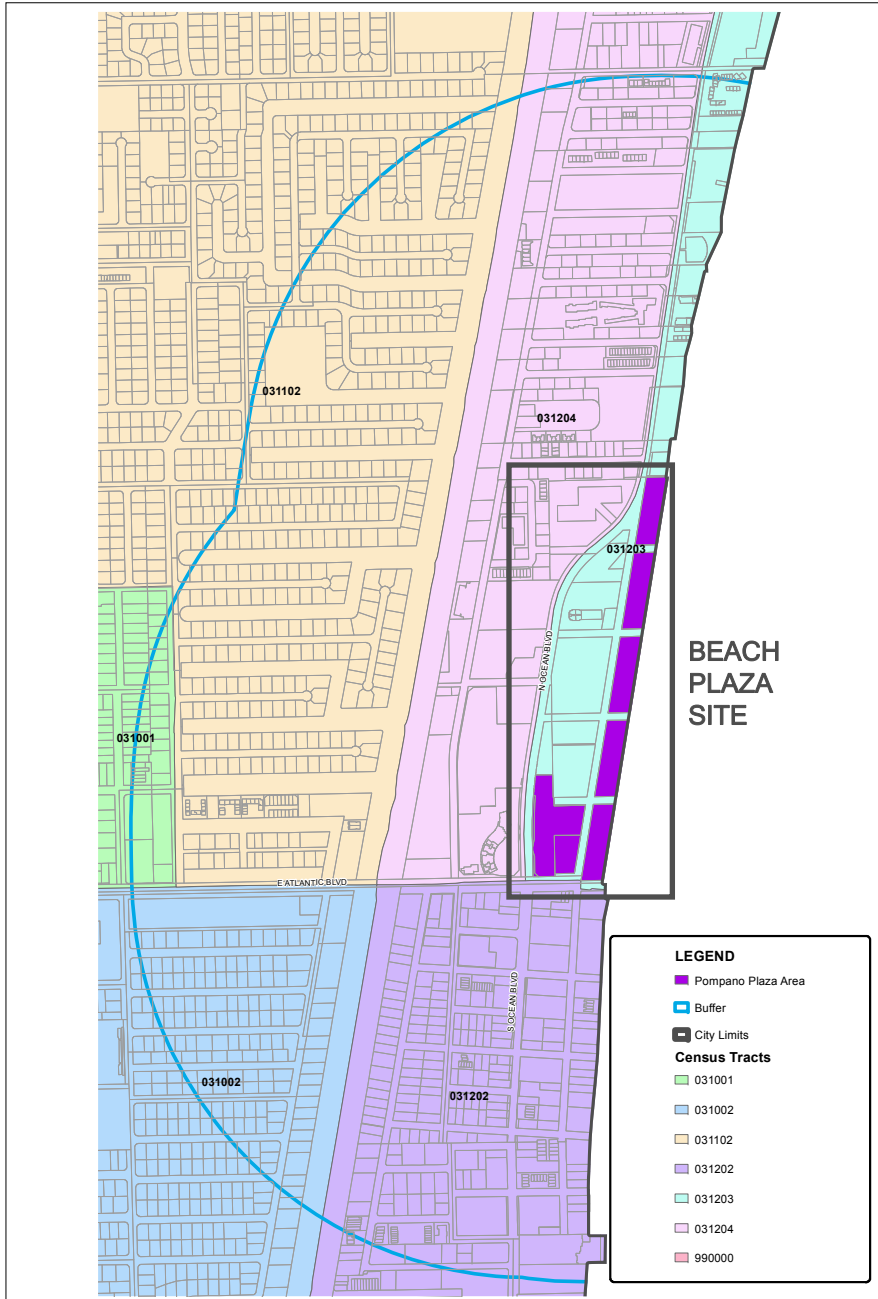 031102
031204
031203
N OCEAN BLVD
BEACH
PLAZA
SITE
031001
E ATLANTIC BLVD
S OCEAN BLVD
031002
031202
LEGEND
Pompano Plaza Area
Buffer
City Limits
Census Tracts
031001
031002
031102
031202
031203
031204
990000